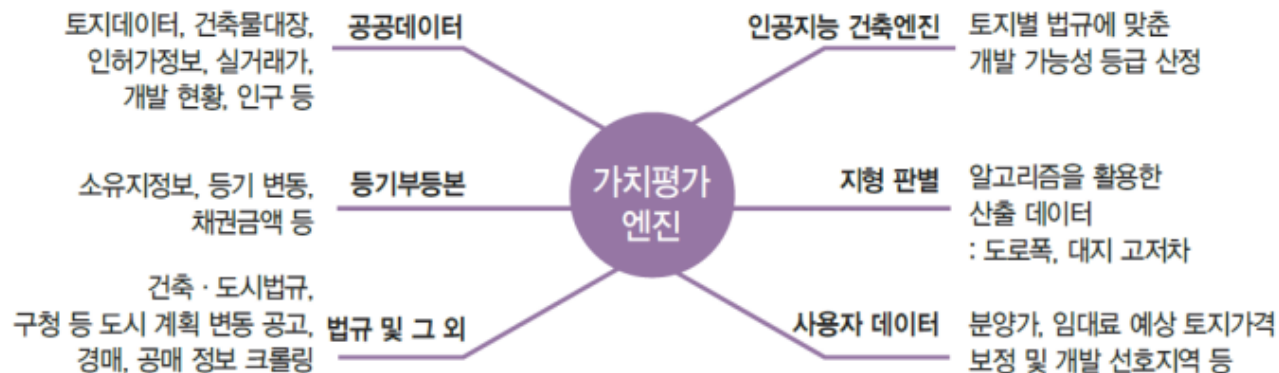 토지데이터, 건축물대장,
인허가정보, 실거래가,
개발 현황, 인구 등
공공데이터
소유지정보, 등기 변동,
채권금액 등
등기부등본
건축 · 도시법규,
구청 등 도시 계획 변동 공고,
경매, 공매 정보 크롤링
법규 및 그 외
가치평가
엔진
인공지능 건축엔진
토지별 법규에 맞춘
개발 가능성 등급 산정
지형 판별
알고리즘을 활용한
산출 데이터
: 도로폭, 대지 고저차
사용자 데이터
분양가, 임대료 예상 토지가격
보정 및 개발 선호지역 등